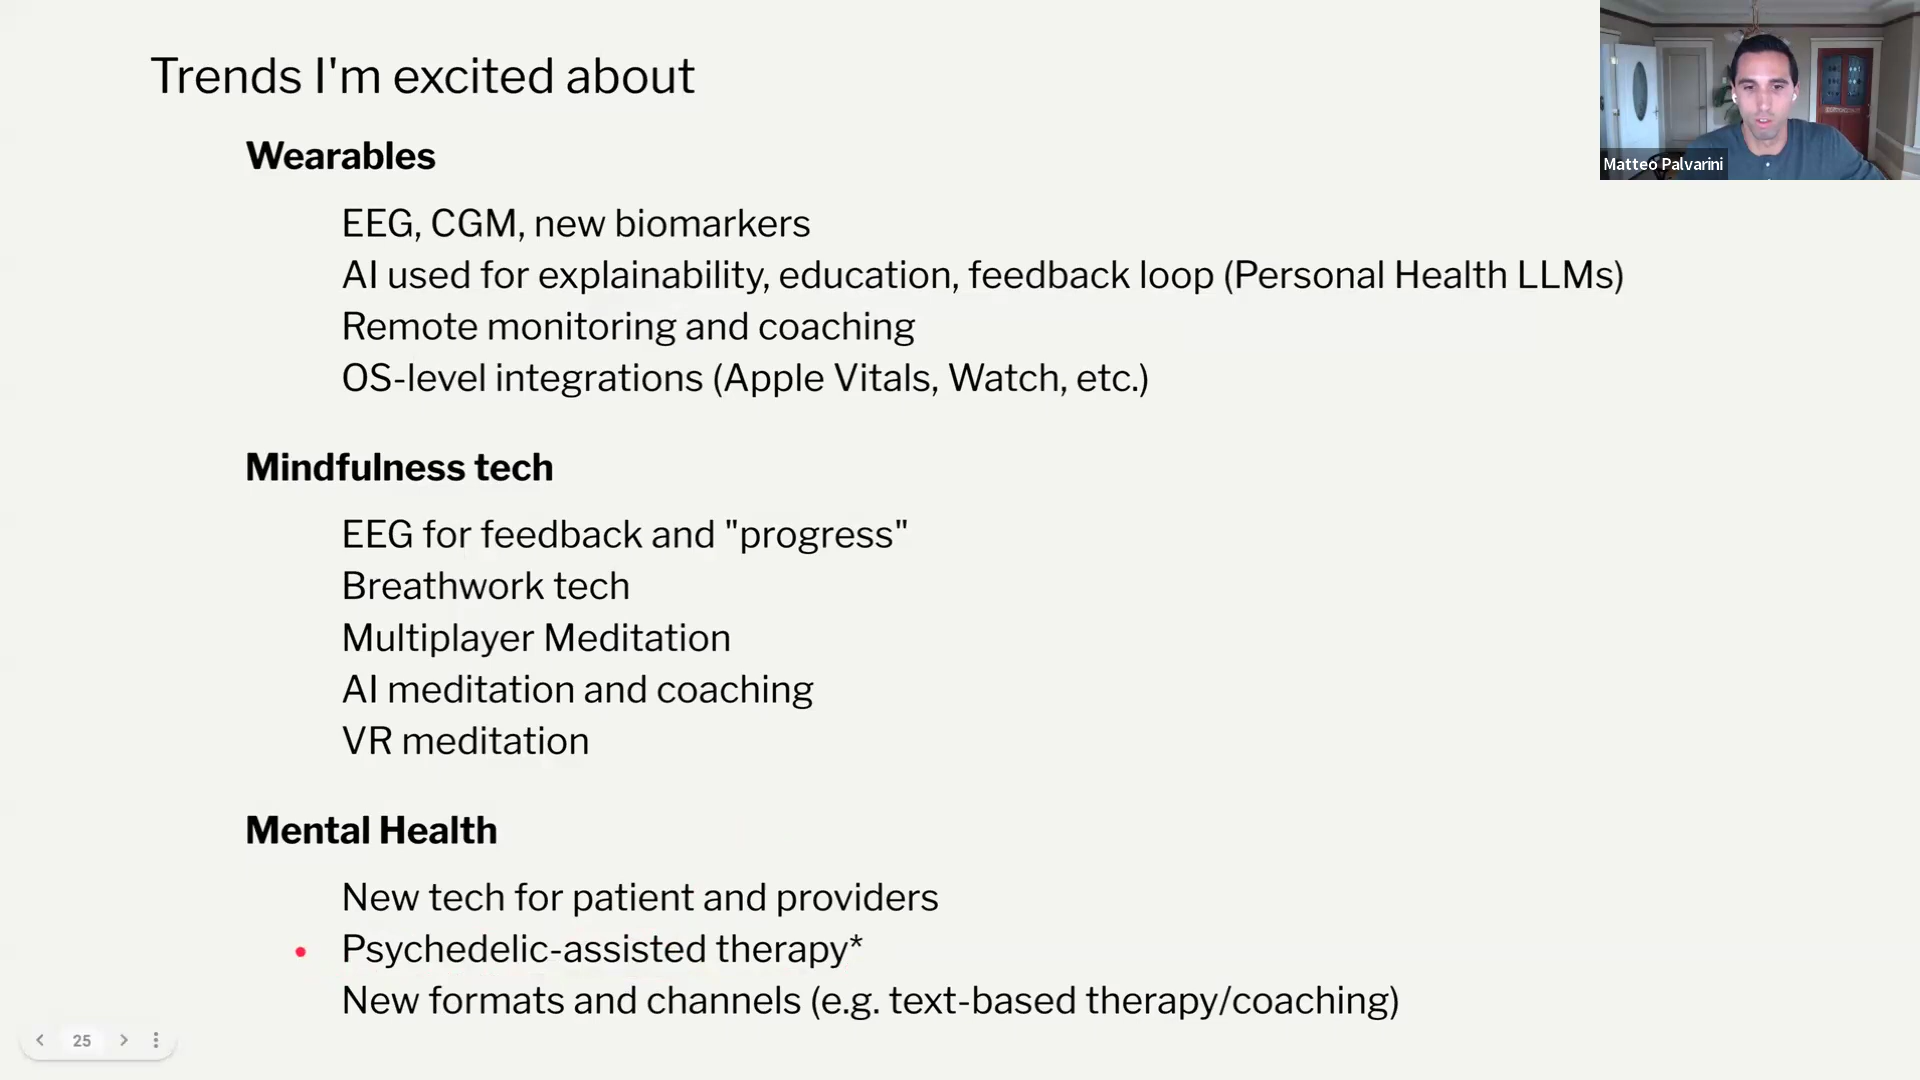 Trends I'm excited about
Matteo Palvarini
Wearables
EEG, CGM, new biomarkers
AI used for explainability, education, feedback loop (Personal Health LLMs)
Remote monitoring and coaching
OS-level integrations (Apple Vitals, Watch, etc.)
Mindfulness tech
EEG for feedback and "progress"
Breathwork tech
Multiplayer Meditation
AI meditation and coaching
VR meditation
Mental Health
New tech for patient and providers
Psychedelic-assisted therapy*
New formats and channels (e.g. text-based therapy/coaching)
25